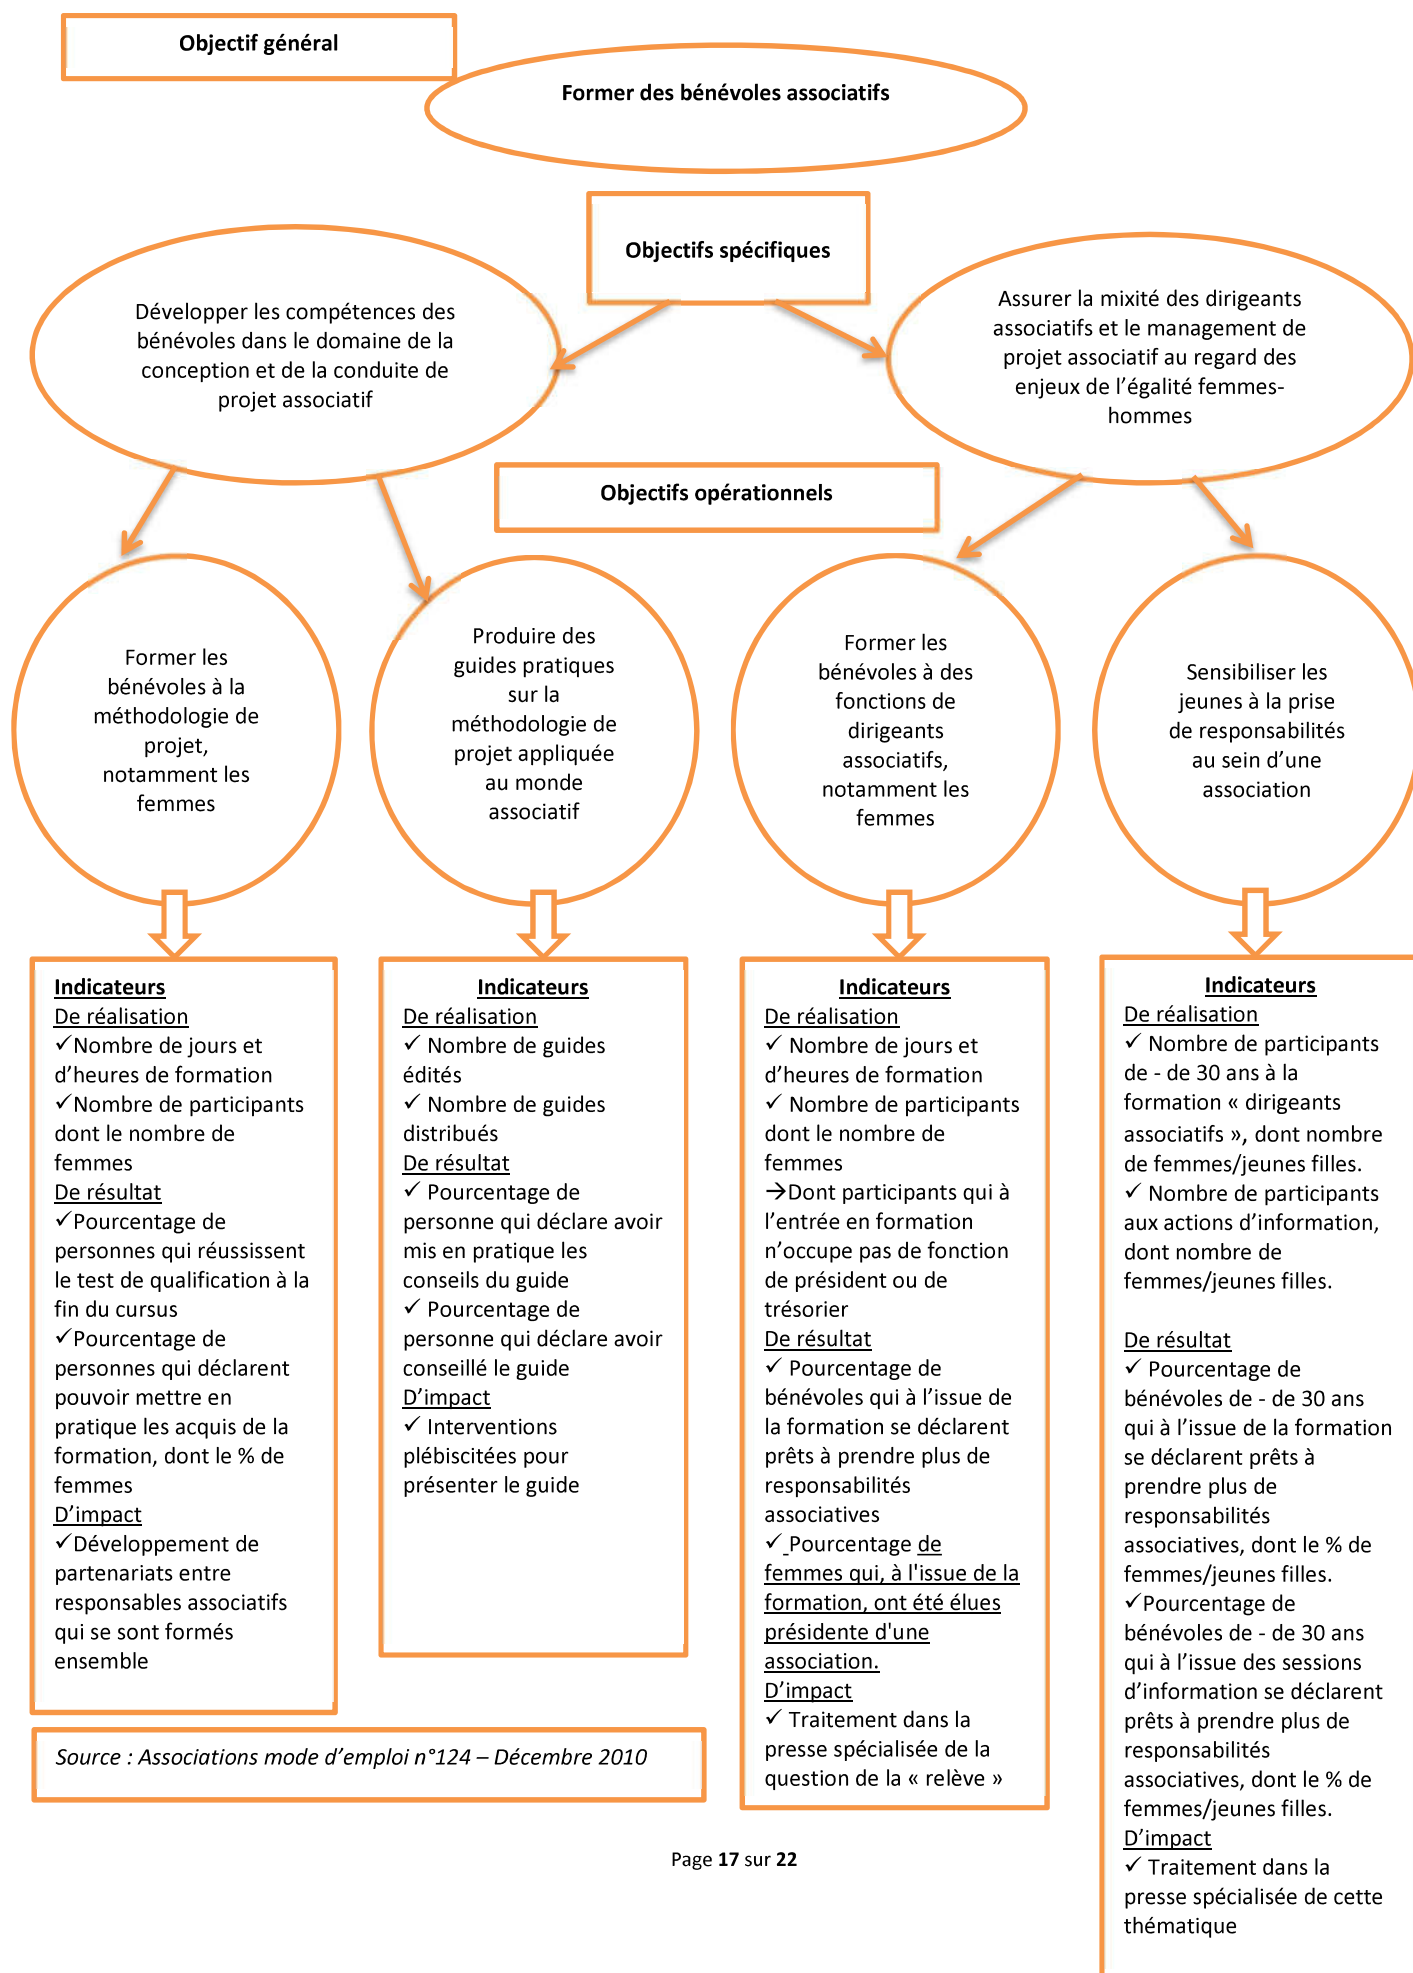 Objectif général
Former des bénévoles associatifs
Objectifs spécifiques
Développer les compétences des
bénévoles dans le domaine de la
conception et de la conduite de
projet associatif
Assurer la mixité des dirigeants
associatifs et le management de
projet associatif au regard des
enjeux de l’égalité femmes-
hommes
Objectifs opérationnels
Former les
bénévoles à la
méthodologie de
projet,
notamment les
femmes
Produire des
guides pratiques
sur la
méthodologie de
projet appliquée
au monde
associatif
Former les
bénévoles à des
fonctions de
dirigeants
associatifs,
notamment les
femmes
Sensibiliser les
jeunes à la prise
de responsabilités
au sein d’une
association
Indicateurs
De réalisation
✓Nombre de jours et
d’heures de formation
✓Nombre de participants
dont le nombre de
femmes
De résultat
✓Pourcentage de
personnes qui réussissent
le test de qualification à la
fin du cursus
✓Pourcentage de
personnes qui déclarent
pouvoir mettre en
pratique les acquis de la
formation, dont le % de
femmes
D’impact
✓Développement de
partenariats entre
responsables associatifs
qui se sont formés
ensemble
Indicateurs
De réalisation
✓ Nombre de guides
édités
✓ Nombre de guides
distribués
De résultat
✓ Pourcentage de
personne qui déclare avoir
mis en pratique les
conseils du guide
✓ Pourcentage de
personne qui déclare avoir
conseillé le guide
D’impact
✓ Interventions
plébiscitées pour
présenter le guide
Indicateurs
De réalisation
✓ Nombre de jours et
d’heures de formation
✓ Nombre de participants
dont le nombre de
femmes
→Dont participants qui à
l’entrée en formation
n’occupe pas de fonction
de président ou de
trésorier
De résultat
✓ Pourcentage de
bénévoles qui à l’issue de
la formation se déclarent
prêts à prendre plus de
responsabilités
associatives
✓ Pourcentage de
femmes qui, à l'issue de la
formation, ont été élues
présidente d'une
association.
D’impact
✓ Traitement dans la
presse spécialisée de la
question de la « relève »
Indicateurs
De réalisation
✓ Nombre de participants
de - de 30 ans à la
formation « dirigeants
associatifs », dont nombre
de femmes/jeunes filles.
✓ Nombre de participants
aux actions d’information,
dont nombre de
femmes/jeunes filles.
De résultat
✓ Pourcentage de
bénévoles de - de 30 ans
qui à l’issue de la formation
se déclarent prêts à
prendre plus de
responsabilités
associatives, dont le % de
femmes/jeunes filles.
✓Pourcentage de
bénévoles de - de 30 ans
qui à l’issue des sessions
d’information se déclarent
prêts à prendre plus de
responsabilités
associatives, dont le % de
femmes/jeunes filles.
D’impact
✓ Traitement dans la
presse spécialisée de cette
thématique
Source : Associations mode d’emploi n°124 – Décembre 2010
Page 17 sur 22